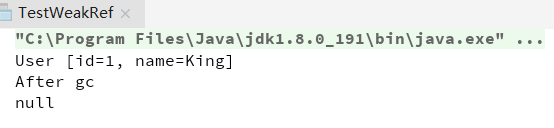 TestWeakRef ×
"C:\Program Files\Java\jdk1.8.0_191\bin\java.exe" ...
User [id=1, name=King]
After gc
null